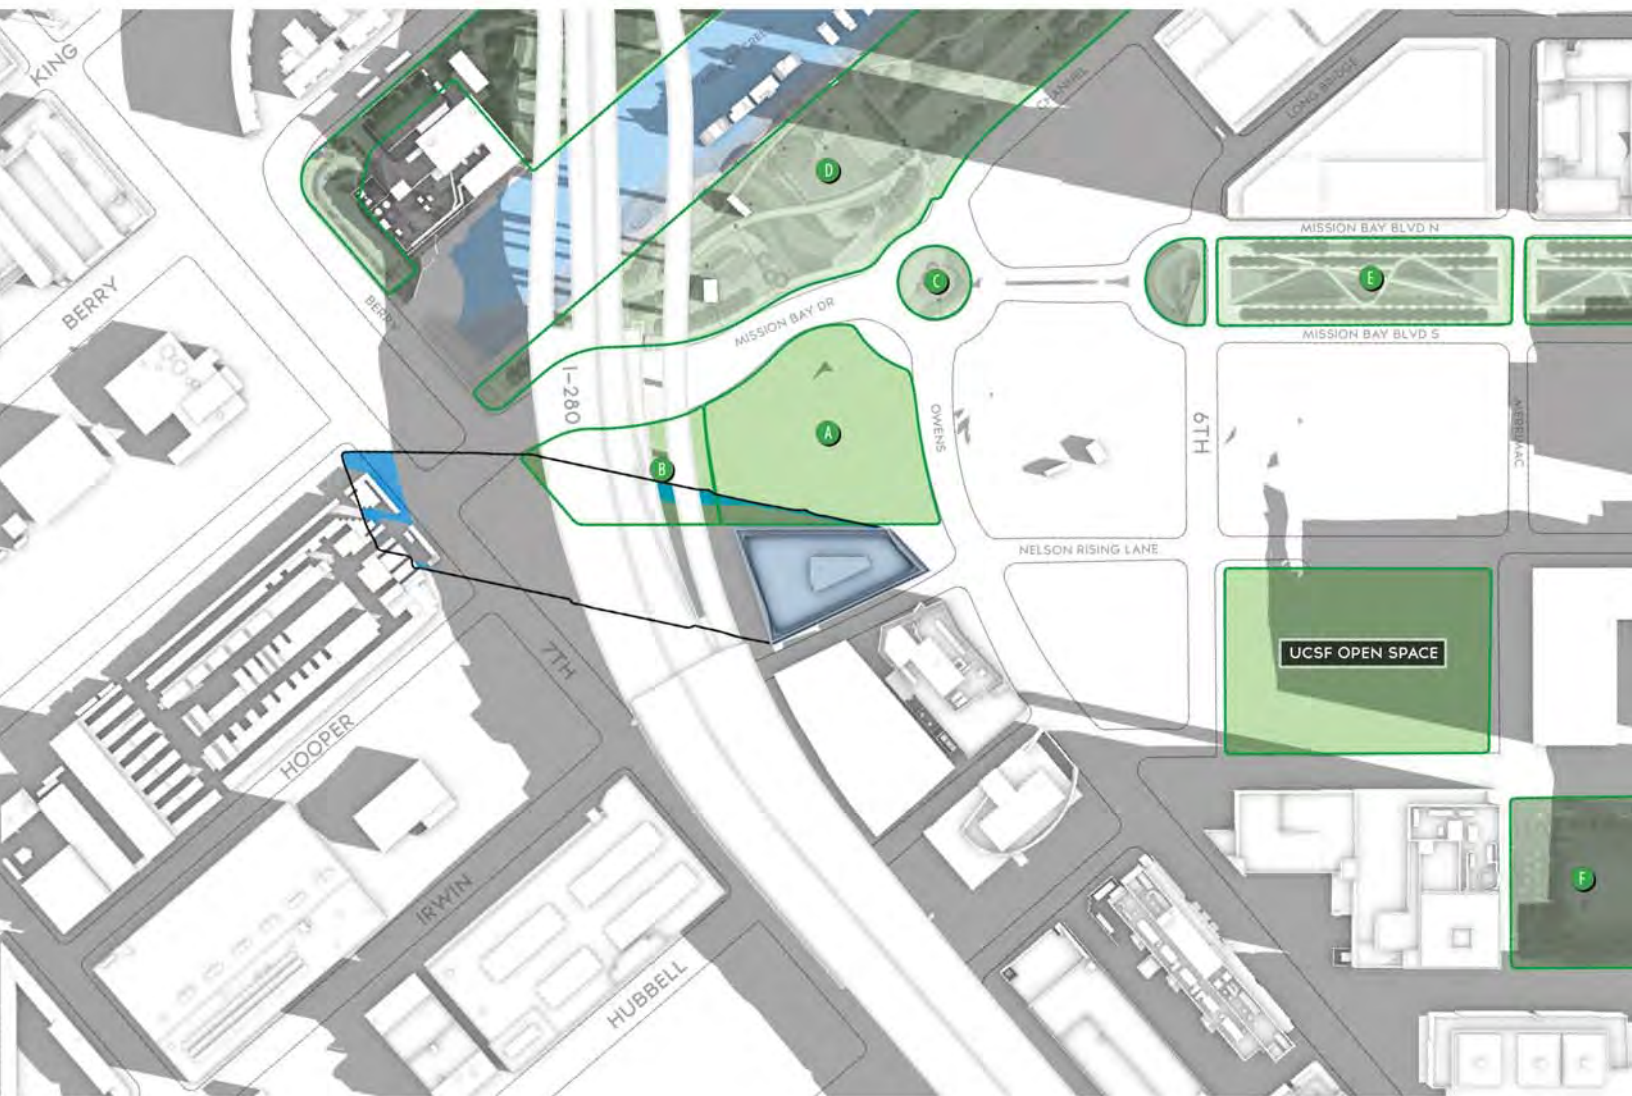 KING
CHANNEL
LONG BRIDGE
D
MISSION BAY BLVD N
C
E
BERRY
BERRY
MISSION BAY DR
MISSION BAY BLVD S
I-280
A
OWENS
6TH
MERRIMAC
B
NELSON RISING LANE
7TH
UCSF OPEN SPACE
HOOPER
IRWIN
F
HUBBELL